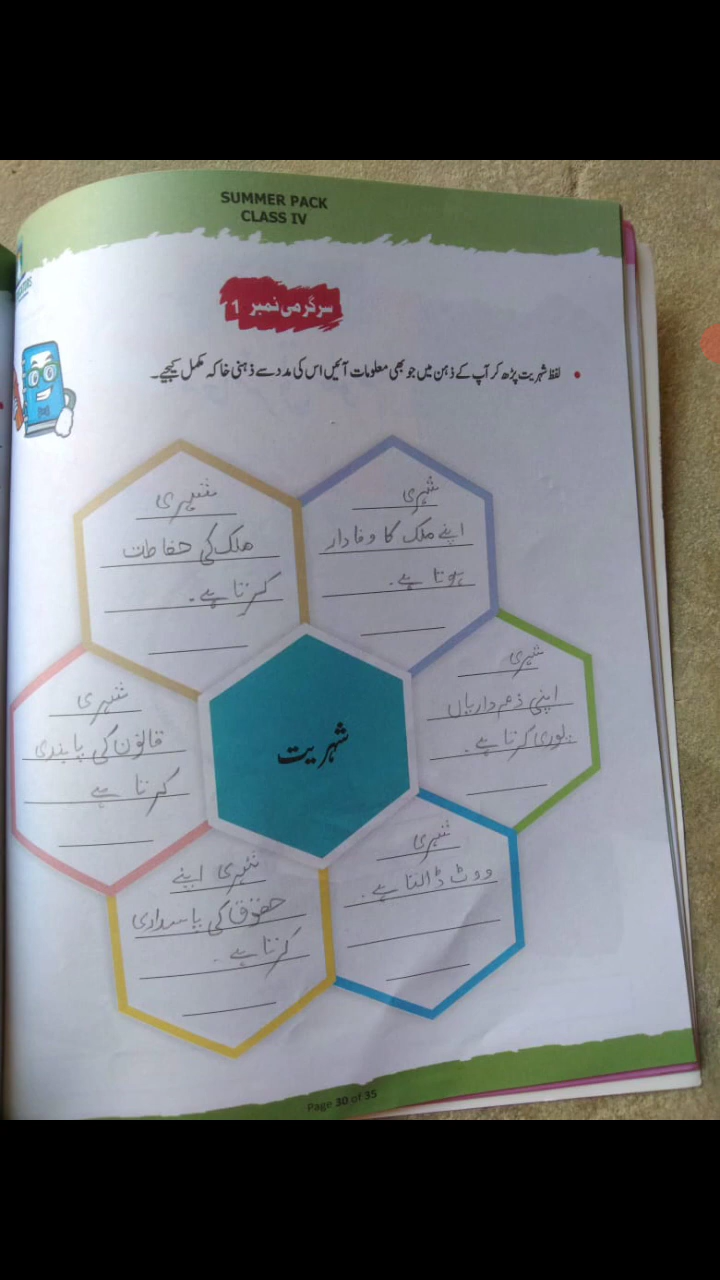 SUMMER PACK
CLASS IV
سرگرمی نمبر 1
لفظ شہریت پڑھ کر آپ کے ذہن میں جو بھی معلومات آئیں اس کی مدد سے ذہنی خاکہ مکمل کیجیے۔
شہری
اپنے ملک کا وفادار
ہوتا ہے۔
شہری
ملک کی حفاطت
کرتا ہے۔
شہری
اپنی ذمہ داریاں
پوری کرتا ہے۔
شہریت
شہری
قانون کی پابندی
کرتا ہے
شہری
ووٹ ڈالتا ہے۔
شہری اپنے
حقوق کی پاسداری
کرتا ہے۔
Page 30 of 35